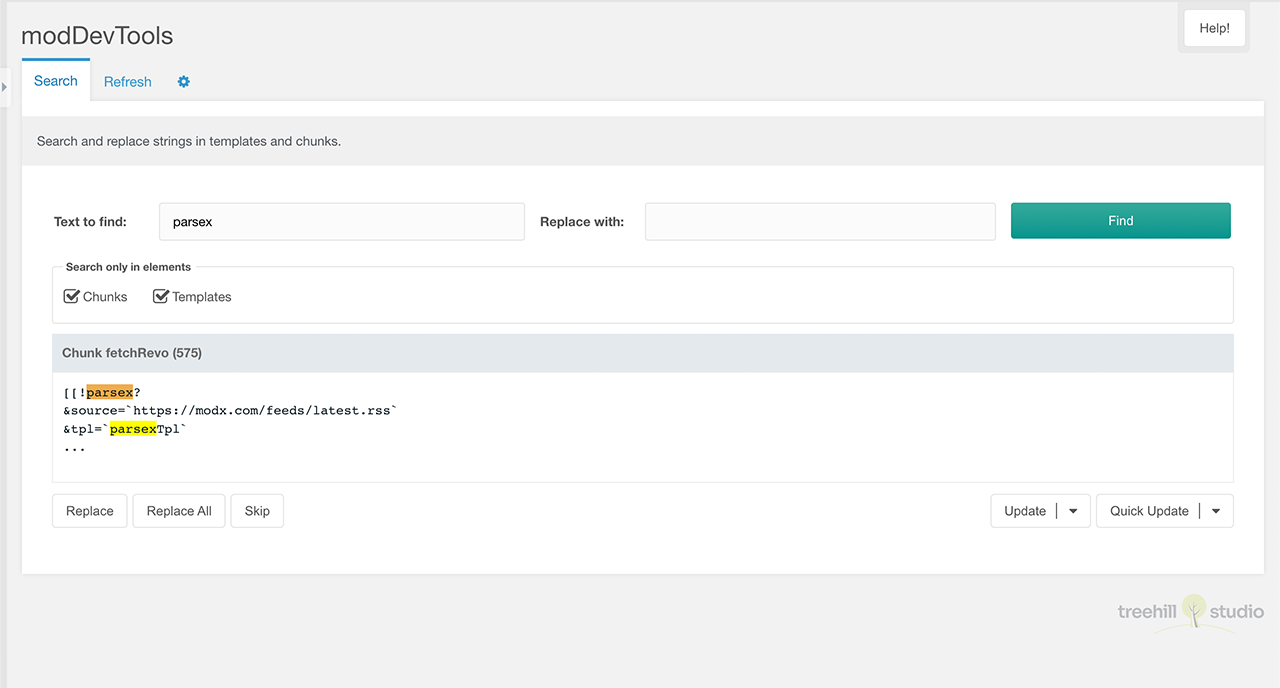 modDevTools
Help!
Search Refresh
Search and replace strings in templates and chunks.
Text to find: parsex Replace with: Find
Search only in elements
Chunks Templates
Chunk fetchRevo (575)
[[!parsex?
&source=`https://modx.com/feeds/latest.rss`
&tpl=`parsexTpl`
...
Replace Replace All Skip Update Quick Update
treehill studio